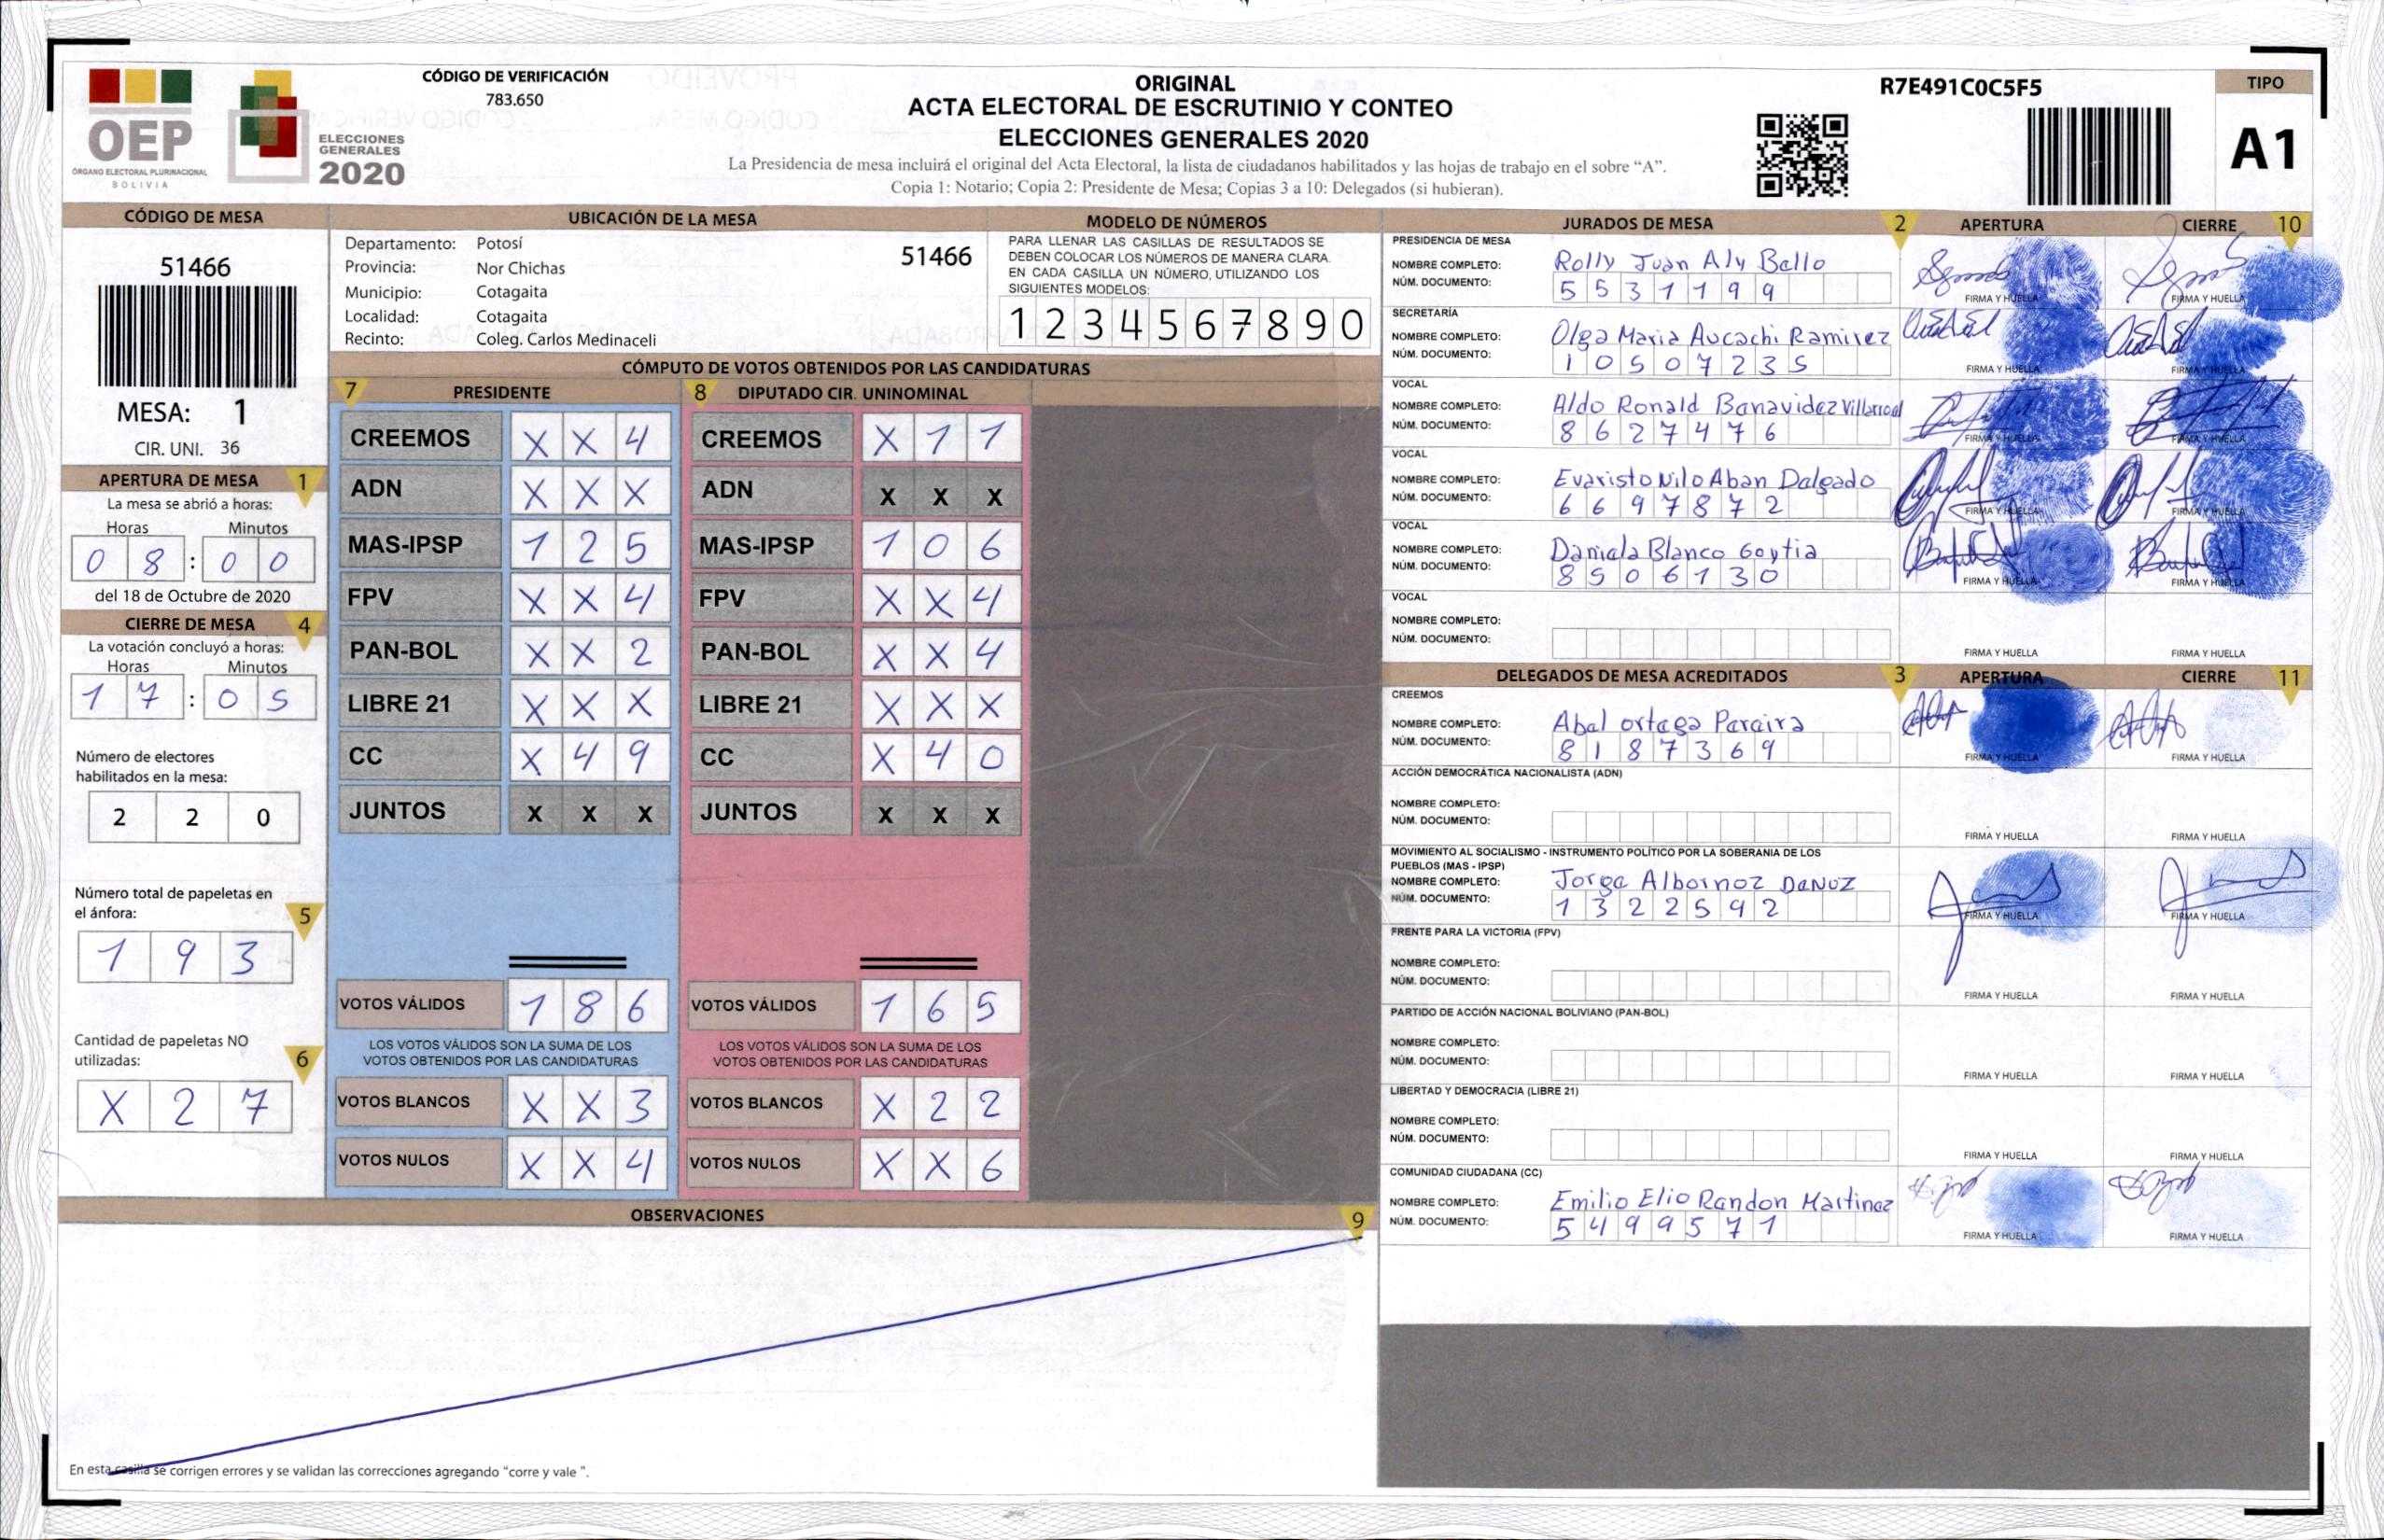 OEP
ÓRGANO ELECTORAL PLURINACIONAL
BOLIVIA
ELECCIONES
GENERALES
2020
CÓDIGO DE VERIFICACIÓN
783.650
ORIGINAL
ACTA ELECTORAL DE ESCRUTINIO Y CONTEO
ELECCIONES GENERALES 2020
La Presidencia de mesa incluirá el original del Acta Electoral, la lista de ciudadanos habilitados y las hojas de trabajo en el sobre “A”.
Copia 1: Notario; Copia 2: Presidente de Mesa; Copias 3 a 10: Delegados (si hubieran).
R7E491C0C5F5
TIPO
A1
CÓDIGO DE MESA
51466
MESA: 1
CIR. UNI. 36
UBICACIÓN DE LA MESA
Departamento: Potosí
51466
Provincia: Nor Chichas
Municipio: Cotagaita
Localidad: Cotagaita
Recinto: Coleg. Carlos Medinaceli
MODELO DE NÚMEROS
PARA LLENAR LAS CASILLAS DE RESULTADOS SE
DEBEN COLOCAR LOS NÚMEROS DE MANERA CLARA.
EN CADA CASILLA UN NÚMERO, UTILIZANDO LOS
SIGUIENTES MODELOS:
1 2 3 4 5 6 7 8 9 0
APERTURA DE MESA 1
La mesa se abrió a horas:
Horas Minutos
0 8 : 0 0
del 18 de Octubre de 2020
CIERRE DE MESA 4
La votación concluyó a horas:
Horas Minutos
1 7 : 0 5
Número de electores
habilitados en la mesa:
2 2 0
Número total de papeletas en
el ánfora: 5
1 9 3
Cantidad de papeletas NO
utilizadas: 6
X 2 7
CÓMPUTO DE VOTOS OBTENIDOS POR LAS CANDIDATURAS
7 PRESIDENTE
CREEMOS X X 4
ADN X X X
MAS-IPSP 1 2 5
FPV X X 4
PAN-BOL X X 2
LIBRE 21 X X X
CC X 4 9
JUNTOS X X X
VOTOS VÁLIDOS 1 8 6
LOS VOTOS VÁLIDOS SON LA SUMA DE LOS
VOTOS OBTENIDOS POR LAS CANDIDATURAS
VOTOS BLANCOS X X 3
VOTOS NULOS X X 4
8 DIPUTADO CIR. UNINOMINAL
CREEMOS X 1 1
ADN X X X
MAS-IPSP 1 0 6
FPV X X 4
PAN-BOL X X 4
LIBRE 21 X X X
CC X 4 0
JUNTOS X X X
VOTOS VÁLIDOS 1 6 5
LOS VOTOS VÁLIDOS SON LA SUMA DE LOS
VOTOS OBTENIDOS POR LAS CANDIDATURAS
VOTOS BLANCOS X 2 2
VOTOS NULOS X X 6
OBSERVACIONES 9
En esta casilla se corrigen errores y se validan las correcciones agregando “corre y vale ”.
JURADOS DE MESA 2 APERTURA CIERRE 10
PRESIDENCIA DE MESA
NOMBRE COMPLETO: Rolly Juan Aly Bello
NÚM. DOCUMENTO: 5 5 3 1 1 9 9
FIRMA Y HUELLA FIRMA Y HUELLA
SECRETARÍA
NOMBRE COMPLETO: Olga Maria Aucachi Ramirez
NÚM. DOCUMENTO: 1 0 5 0 7 2 3 5
FIRMA Y HUELLA FIRMA Y HUELLA
VOCAL
NOMBRE COMPLETO: Aldo Ronald Banavidez Villarroal
NÚM. DOCUMENTO: 8 6 2 7 4 7 6
FIRMA Y HUELLA FIRMA Y HUELLA
VOCAL
NOMBRE COMPLETO: Evaristo Nilo Aban Delgado
NÚM. DOCUMENTO: 6 6 9 7 8 7 2
FIRMA Y HUELLA FIRMA Y HUELLA
VOCAL
NOMBRE COMPLETO: Daniela Blanco Goytia
NÚM. DOCUMENTO: 8 5 0 6 1 3 0
FIRMA Y HUELLA FIRMA Y HUELLA
VOCAL
NOMBRE COMPLETO:
NÚM. DOCUMENTO:
FIRMA Y HUELLA FIRMA Y HUELLA
DELEGADOS DE MESA ACREDITADOS 3 APERTURA CIERRE 11
CREEMOS
NOMBRE COMPLETO: Abal Ortega Pereira
NÚM. DOCUMENTO: 8 1 8 7 3 6 9
FIRMA Y HUELLA FIRMA Y HUELLA
ACCIÓN DEMOCRÁTICA NACIONALISTA (ADN)
NOMBRE COMPLETO:
NÚM. DOCUMENTO:
FIRMA Y HUELLA FIRMA Y HUELLA
MOVIMIENTO AL SOCIALISMO - INSTRUMENTO POLÍTICO POR LA SOBERANIA DE LOS
PUEBLOS (MAS - IPSP)
NOMBRE COMPLETO: Jorge Albornoz Danoz
NÚM. DOCUMENTO: 1 3 2 2 5 9 2
FIRMA Y HUELLA FIRMA Y HUELLA
FRENTE PARA LA VICTORIA (FPV)
NOMBRE COMPLETO:
NÚM. DOCUMENTO:
FIRMA Y HUELLA FIRMA Y HUELLA
PARTIDO DE ACCIÓN NACIONAL BOLIVIANO (PAN-BOL)
NOMBRE COMPLETO:
NÚM. DOCUMENTO:
FIRMA Y HUELLA FIRMA Y HUELLA
LIBERTAD Y DEMOCRACIA (LIBRE 21)
NOMBRE COMPLETO:
NÚM. DOCUMENTO:
FIRMA Y HUELLA FIRMA Y HUELLA
COMUNIDAD CIUDADANA (CC)
NOMBRE COMPLETO: Emilio Elio Randon Martinez
NÚM. DOCUMENTO: 5 4 9 9 5 7 1
FIRMA Y HUELLA FIRMA Y HUELLA